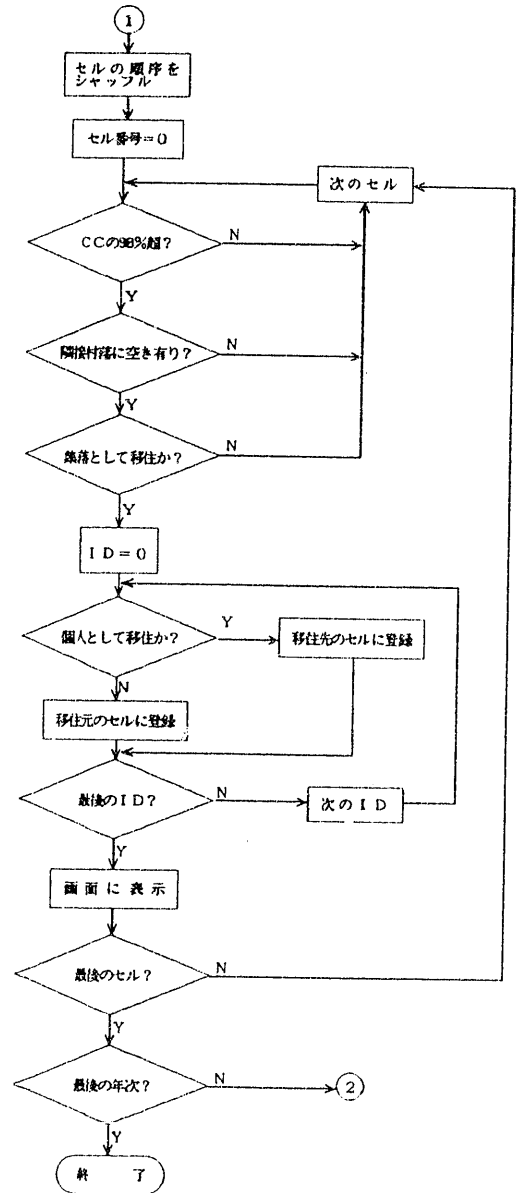 1
セルの順序を
シャッフル
セル番号=0
次のセル
CCの98%超?
N
Y
隣接村落に空き有り?
N
Y
集落として移住か?
N
Y
ID=0
個人として移住か?
Y
移住先のセルに登録
N
移住元のセルに登録
最後のID?
N
次のID
Y
画面に表示
最後のセル?
N
Y
最後の年次?
N
2
Y
終 了